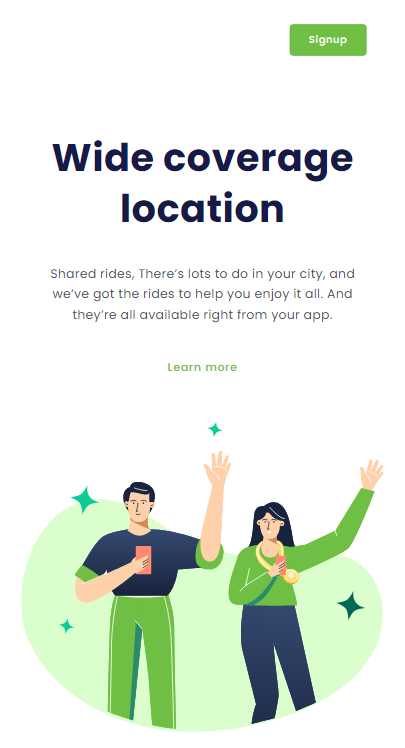 Signup
Wide coverage
location
Shared rides, There's lots to do in your city, and
we've got the rides to help you enjoy it all. And
they're all available right from your app.
Learn more